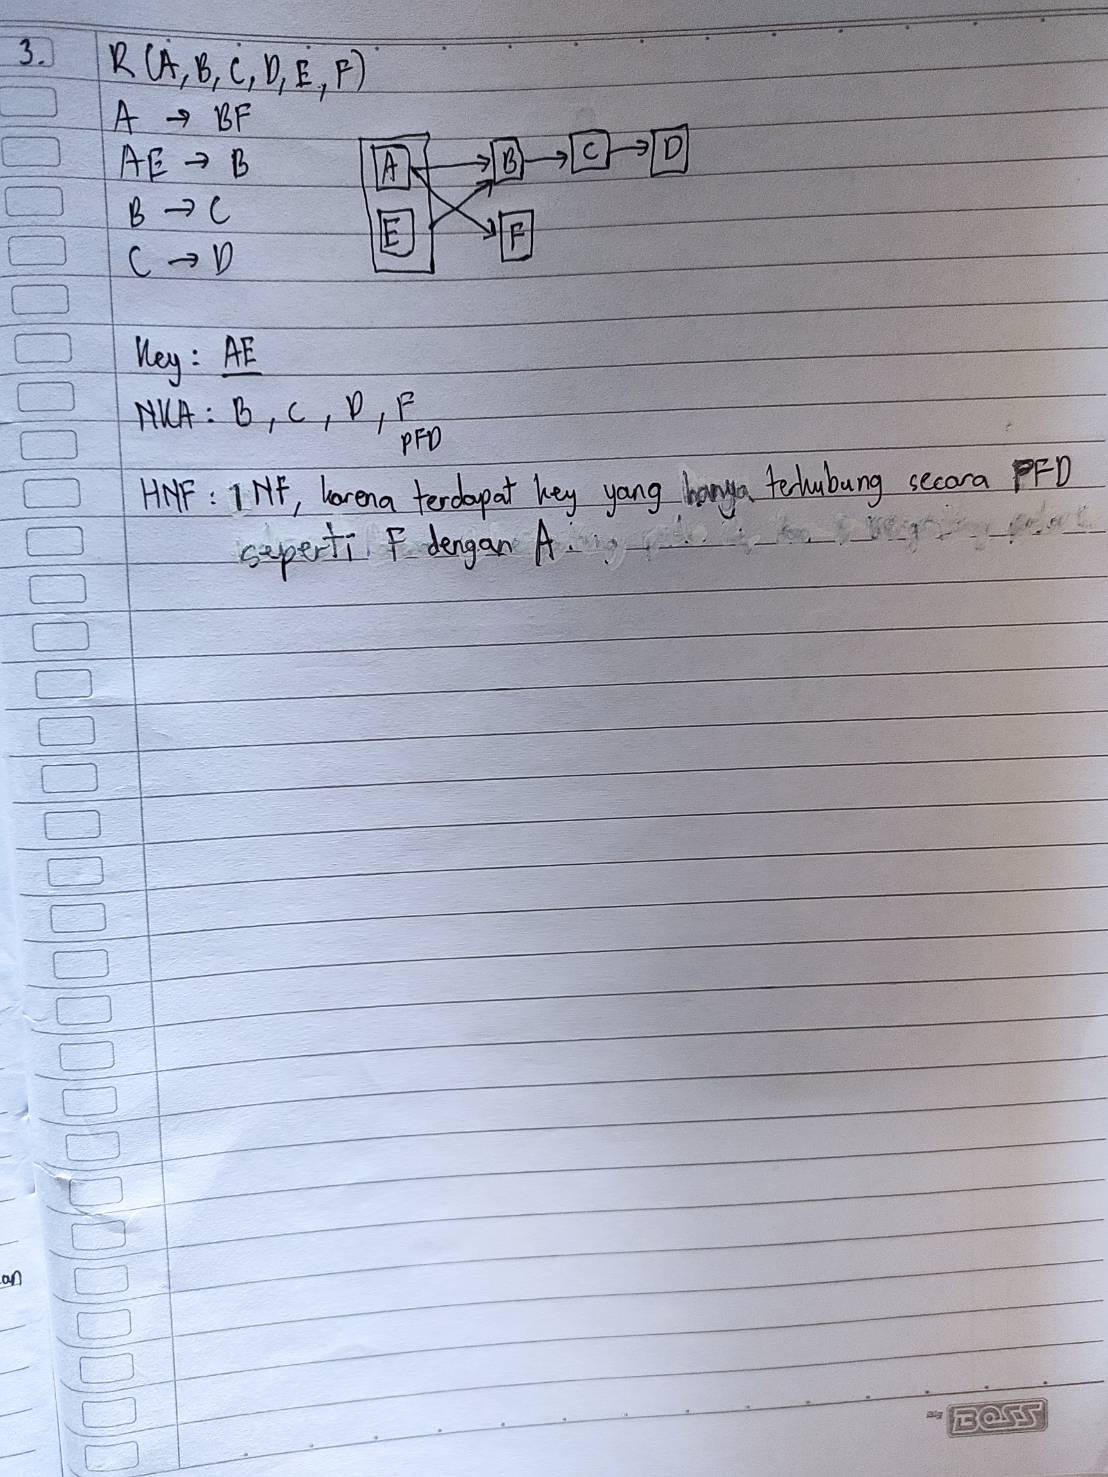 3. R(A, B, C, D, E, F)
A → BF
AE → B
B → C
C → D
A B C D
E F
Key : AE
NKA : B, C, D, F
PFD
HNF : 1 NF, karena terdapat key yang hanya terhubung secara PFD
seperti F dengan A.
an
BOSS